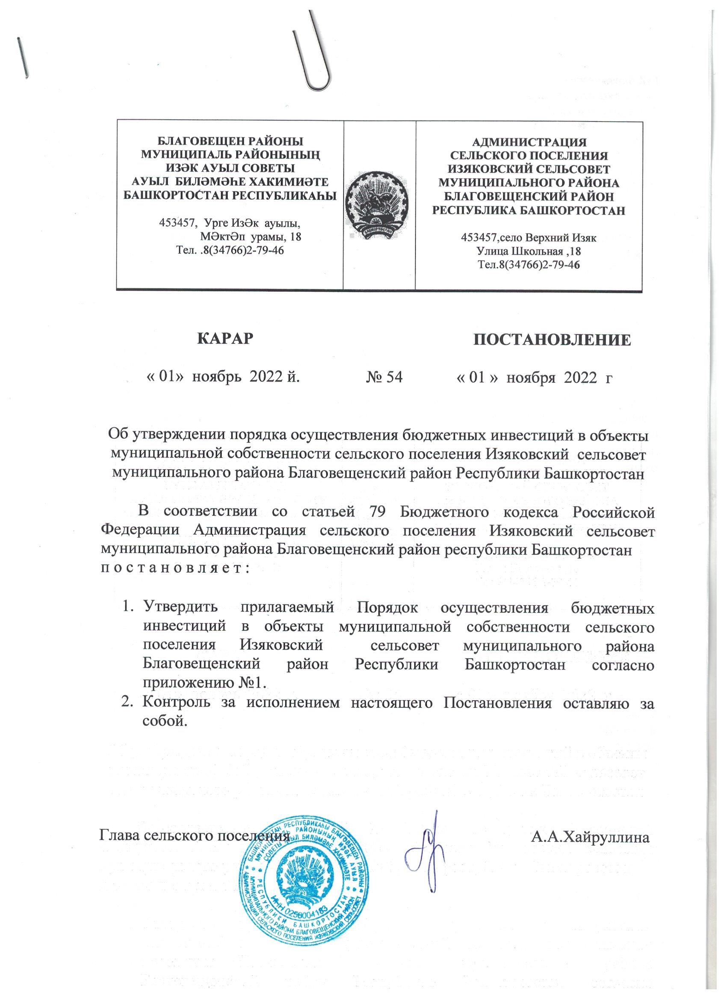 БЛАГОВЕЩЕН РАЙОНЫ
МУНИЦИПАЛЬ РАЙОНЫНЫҢ
ИЗӘК АУЫЛ СОВЕТЫ
АУЫЛ БИЛӘМӘҺЕ ХАКИМИӘТЕ
БАШКОРТОСТАН РЕСПУБЛИКАҺЫ
453457, Урге ИзӘк ауылы,
МӘктӘп урамы, 18
Тел. .8(34766)2-79-46
БАШКОРТОСТАН
АДМИНИСТРАЦИЯ
СЕЛЬСКОГО ПОСЕЛЕНИЯ
ИЗЯКОВСКИЙ СЕЛЬСОВЕТ
МУНИЦИПАЛЬНОГО РАЙОНА
БЛАГОВЕЩЕНСКИЙ РАЙОН
РЕСПУБЛИКА БАШКОРТОСТАН
453457,село Верхний Изяк
Улица Школьная ,18
Тел.8(34766)2-79-46
КАРАР ПОСТАНОВЛЕНИЕ
« 01» ноябрь 2022 й. № 54 « 01 » ноября 2022 г
Об утверждении порядка осуществления бюджетных инвестиций в объекты
муниципальной собственности сельского поселения Изяковский сельсовет
муниципального района Благовещенский район Республики Башкортостан
В соответствии со статьей 79 Бюджетного кодекса Российской
Федерации Администрация сельского поселения Изяковский сельсовет
муниципального района Благовещенский район республики Башкортостан
п о с т а н о в л я е т :
1. Утвердить прилагаемый Порядок осуществления бюджетных
инвестиций в объекты муниципальной собственности сельского
поселения Изяковский сельсовет муниципального района
Благовещенский район Республики Башкортостан согласно
приложению №1.
2. Контроль за исполнением настоящего Постановления оставляю за
собой.
Глава сельского поселения А.А.Хайруллина
БАШКОРТОСТАН РЕСПУБЛИКАҺЫ БЛАГОВЕЩЕН РАЙОНЫ
МУНИЦИПАЛЬ РАЙОНЫНЫҢ ИЗӘК АУЫЛ
СОВЕТЫ АУЫЛ БИЛӘМӘҺЕ ХАКИМИӘТЕ
ИНН 0258004183
РЕСПУБЛИКИ БАШКОРТОСТАН
МУНИЦИПАЛЬНОГО РАЙОНА БЛАГОВЕЩЕНСКИЙ РАЙОН
СЕЛЬСКОГО ПОСЕЛЕНИЯ ИЗЯКОВСКИЙ СЕЛЬСОВЕТ